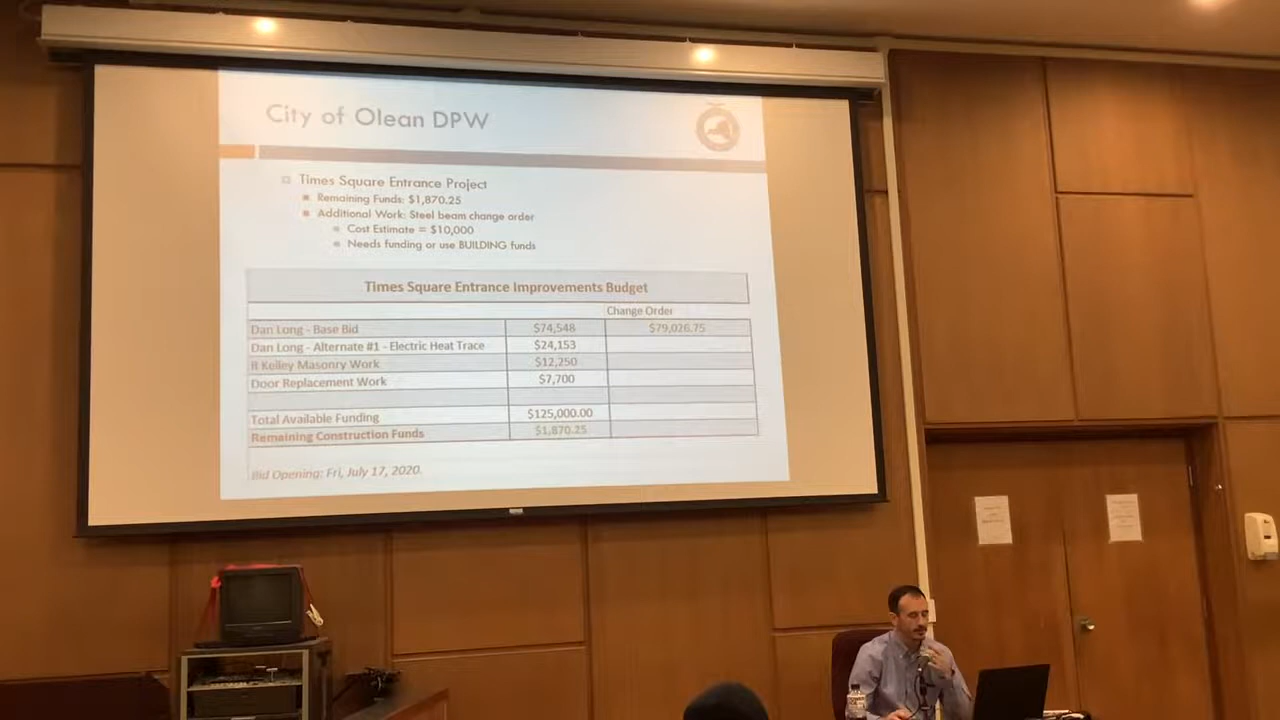 City of Olean DPW
Times Square Entrance Project
Remaining Funds: $1,870.25
Additional Work: Steel beam change order
Cost Estimate = $10,000
Needs funding or use BUILDING funds
Times Square Entrance Improvements Budget
Change Order
Dan Long - Base Bid $74,548 $79,026.75
Dan Long - Alternate #1 - Electric Heat Trace $24,153
R Kelley Masonry Work $12,250
Door Replacement Work $7,700
Total Available Funding $125,000.00
Remaining Construction Funds $1,870.25
Bid Opening: Fri, July 17, 2020.